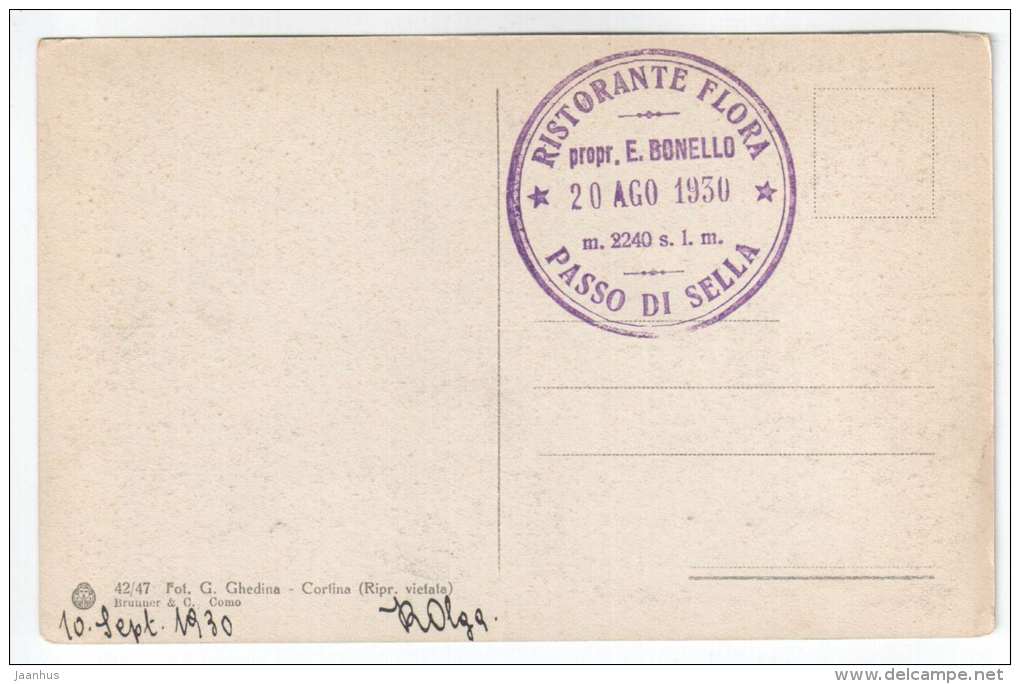 RISTORANTE FLORA
propr. E. BONELLO
20 AGO 1930
m. 2240 s. l. m.
PASSO DI SELLA
42/47 Fot. G. Ghedina - Cortina (Ripr. vietata)
Brunner & C. Como
10. Sept. 1930
Olga.
Jaanhus
www.delcampe.net